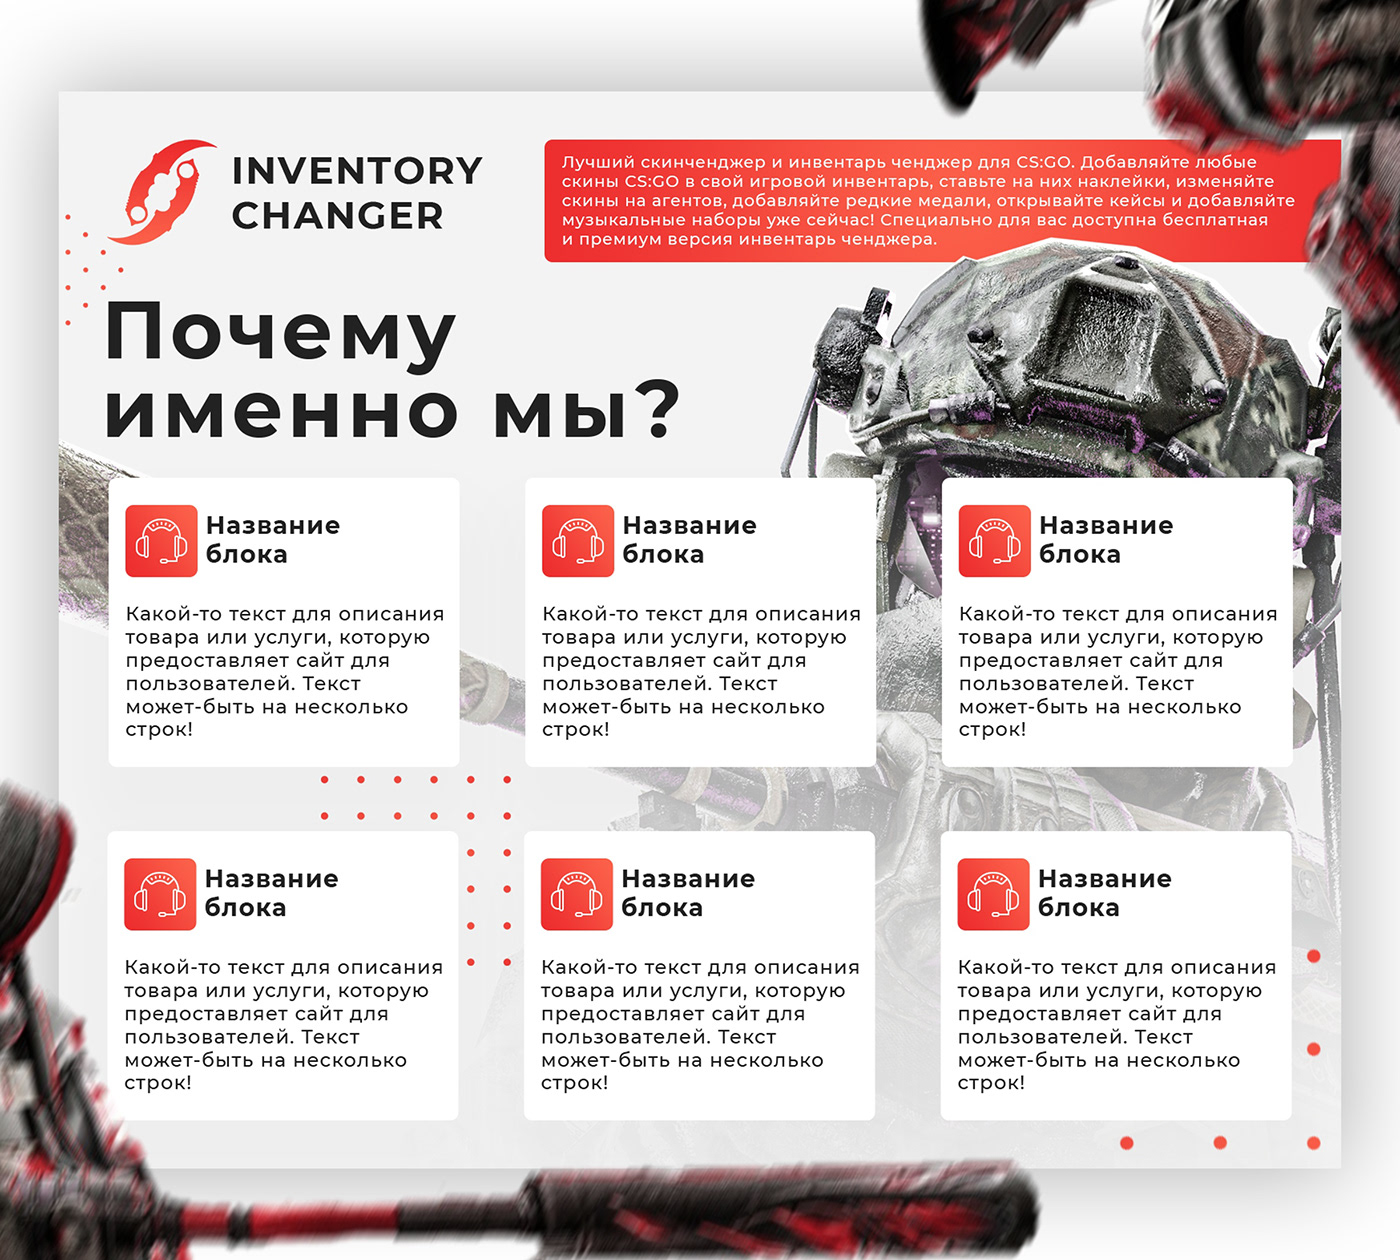 INVENTORY
CHANGER
Лучший скинченджер и инвентарь ченджер для CS:GO. Добавляйте любые
скины CS:GO в свой игровой инвентарь, ставьте на них наклейки, изменяйте
скины на агентов, добавляйте редкие медали, открывайте кейсы и добавляйте
музыкальные наборы уже сейчас! Специально для вас доступна бесплатная
и премиум версия инвентарь ченджера.
Почему
именно мы?
Название
блока
Какой-то текст для описания
товара или услуги, которую
предоставляет сайт для
пользователей. Текст
может-быть на несколько
строк!
Название
блока
Какой-то текст для описания
товара или услуги, которую
предоставляет сайт для
пользователей. Текст
может-быть на несколько
строк!
Название
блока
Какой-то текст для описания
товара или услуги, которую
предоставляет сайт для
пользователей. Текст
может-быть на несколько
строк!
Название
блока
Какой-то текст для описания
товара или услуги, которую
предоставляет сайт для
пользователей. Текст
может-быть на несколько
строк!
Название
блока
Какой-то текст для описания
товара или услуги, которую
предоставляет сайт для
пользователей. Текст
может-быть на несколько
строк!
Название
блока
Какой-то текст для описания
товара или услуги, которую
предоставляет сайт для
пользователей. Текст
может-быть на несколько
строк!